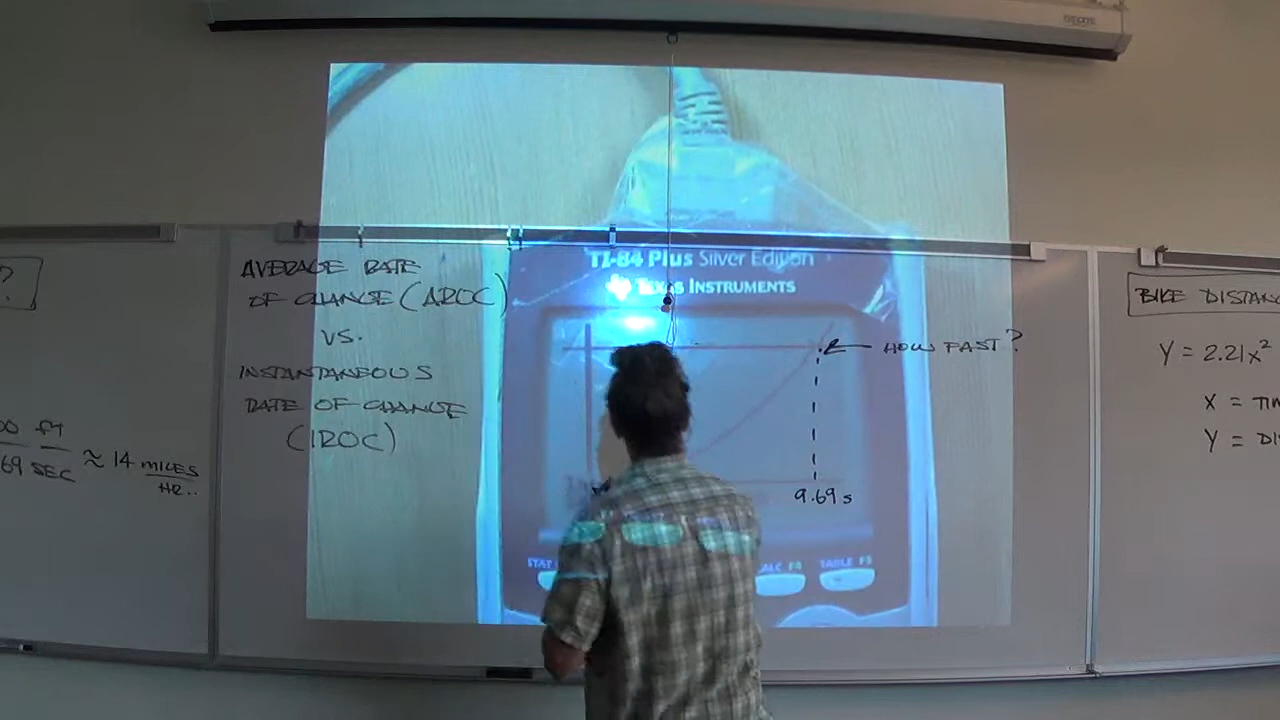 ?
00 ft
69 SEC ≈ 14 MILES
HR.
AVERAGE RATE
OF CHANGE (AROC)
VS.
INSTANTANEOUS
RATE OF CHANGE
(IROC)
TI-84 Plus Silver Edition
TEXAS INSTRUMENTS
HOW FAST?
9.69 s
STAT
CALC F4
TABLE F5
BIKE DISTANC
Y = 2.21x²
X = TIM
Y = DI